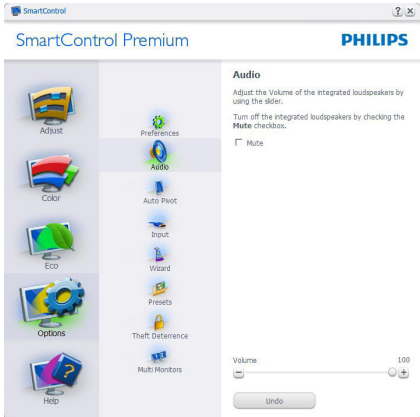 SmartControl
SmartControl Premium
PHILIPS
Adjust
Color
Eco
Options
Help
Preferences
Audio
Auto Pivot
Input
Wizard
Presets
Theft Deterrence
Multi Monitors
Audio
Adjust the Volume of the integrated loudspeakers by
using the slider.
Turn off the integrated loudspeakers by checking the
Mute checkbox.
Mute
Volume 100
Undo